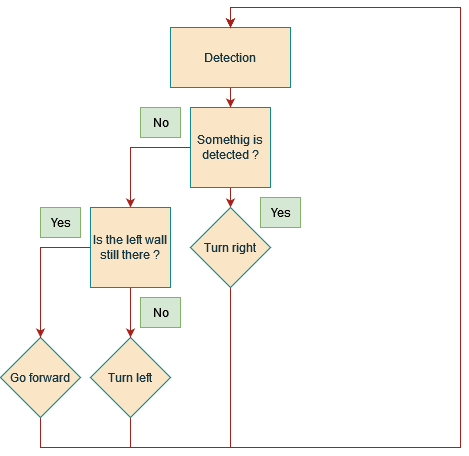 Detection
No
Somethig is
detected ?
Yes
Yes
Is the left wall
still there ?
Turn right
No
Go forward
Turn left